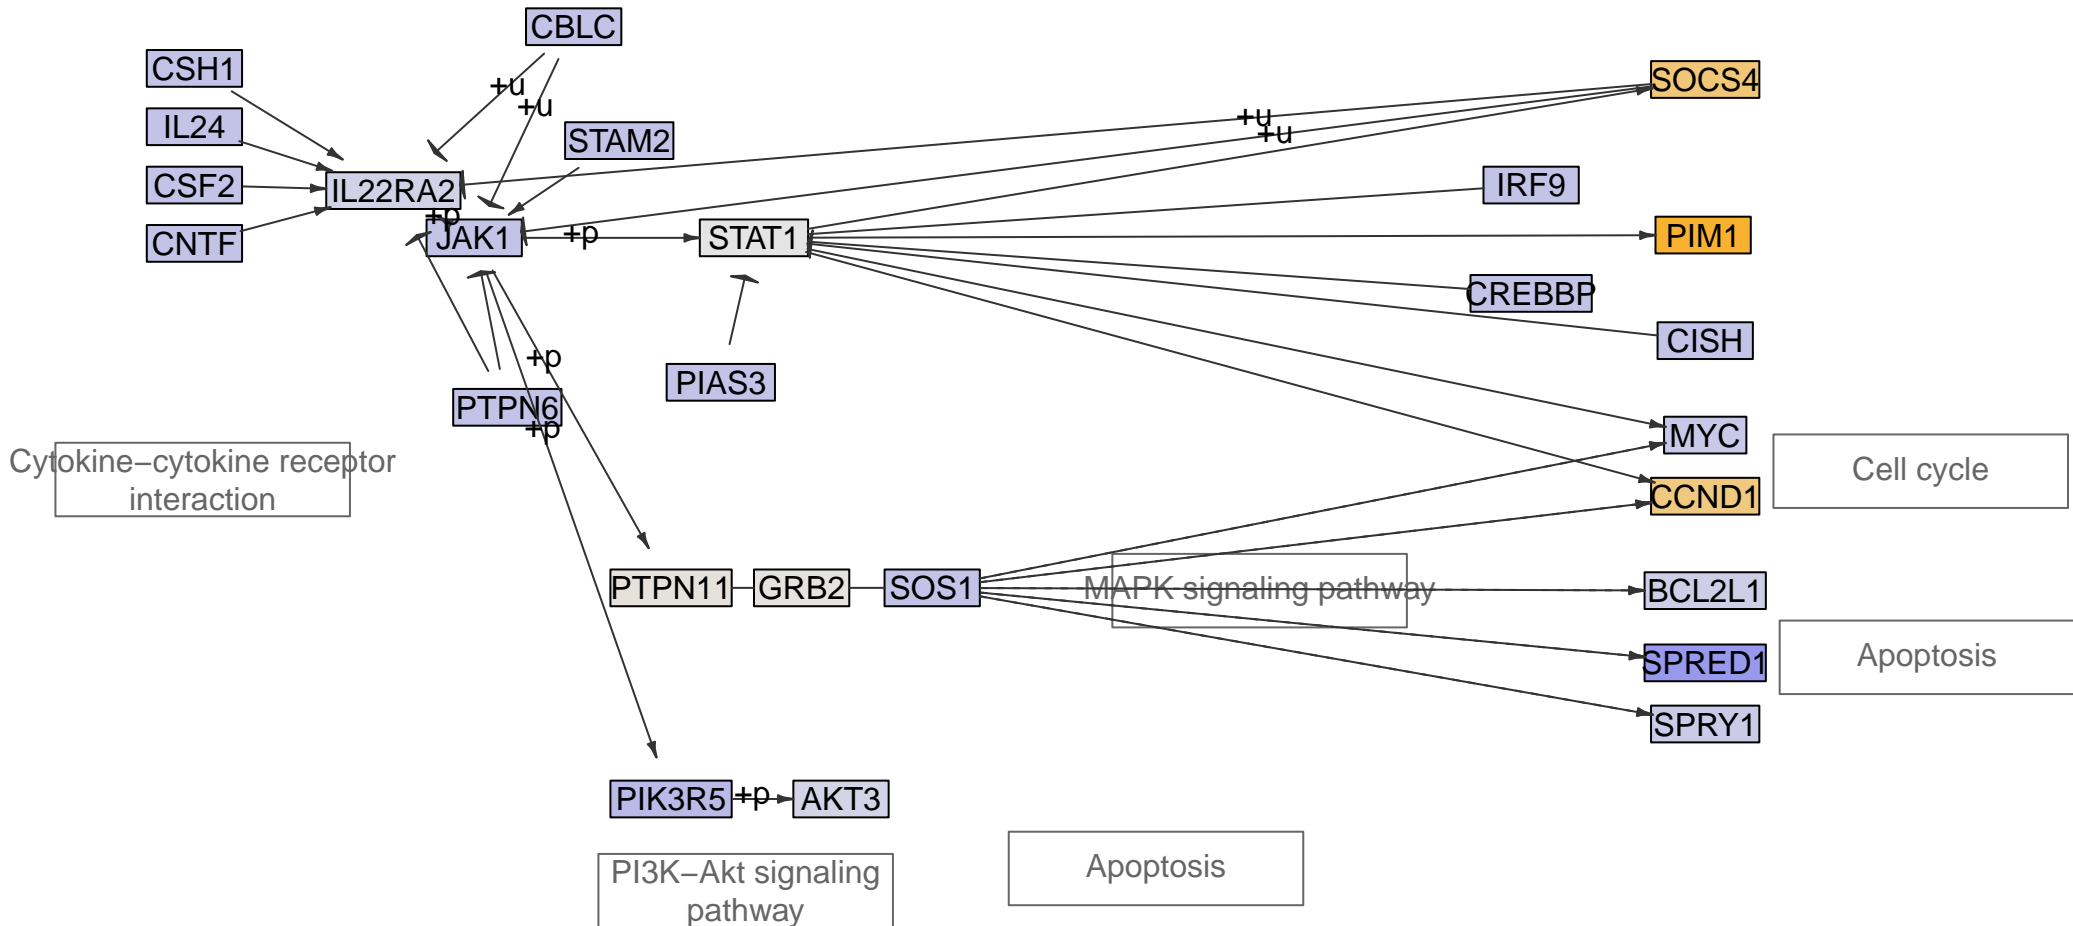 CBLC
CSH1
SOCS4
+u
+u
+u
IL24
+u
STAM2
CSF2
IL22RA2
IRF9
+p
CNTF
JAK1
+p
STAT1
PIM1
CREBBP
CISH
+p
PIAS3
PTPN6
+p
MYC
Cytokine−cytokine receptor
interaction
Cell cycle
CCND1
PTPN11
GRB2
SOS1
MAPK signaling pathway
BCL2L1
SPRED1
Apoptosis
SPRY1
PIK3R5
+p
AKT3
PI3K−Akt signaling
pathway
Apoptosis